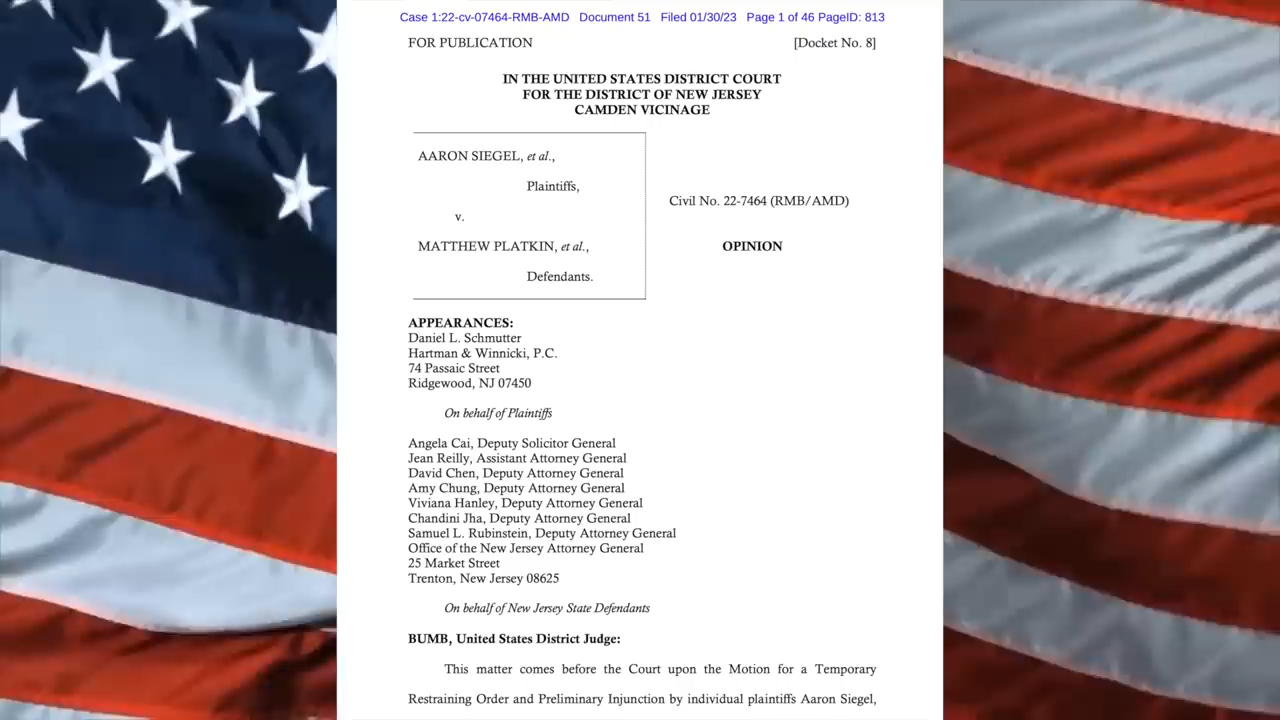 Case 1:22-cv-07464-RMB-AMD Document 51 Filed 01/30/23 Page 1 of 46 PageID: 813
FOR PUBLICATION [Docket No. 8]
IN THE UNITED STATES DISTRICT COURT
FOR THE DISTRICT OF NEW JERSEY
CAMDEN VICINAGE
AARON SIEGEL, et al.,
Plaintiffs,
v.
MATTHEW PLATKIN, et al.,
Defendants.
Civil No. 22-7464 (RMB/AMD)
OPINION
APPEARANCES:
Daniel L. Schmutter
Hartman & Winnicki, P.C.
74 Passaic Street
Ridgewood, NJ 07450
On behalf of Plaintiffs
Angela Cai, Deputy Solicitor General
Jean Reilly, Assistant Attorney General
David Chen, Deputy Attorney General
Amy Chung, Deputy Attorney General
Viviana Hanley, Deputy Attorney General
Chandini Jha, Deputy Attorney General
Samuel L. Rubinstein, Deputy Attorney General
Office of the New Jersey Attorney General
25 Market Street
Trenton, New Jersey 08625
On behalf of New Jersey State Defendants
BUMB, United States District Judge:
This matter comes before the Court upon the Motion for a Temporary
Restraining Order and Preliminary Injunction by individual plaintiffs Aaron Siegel,